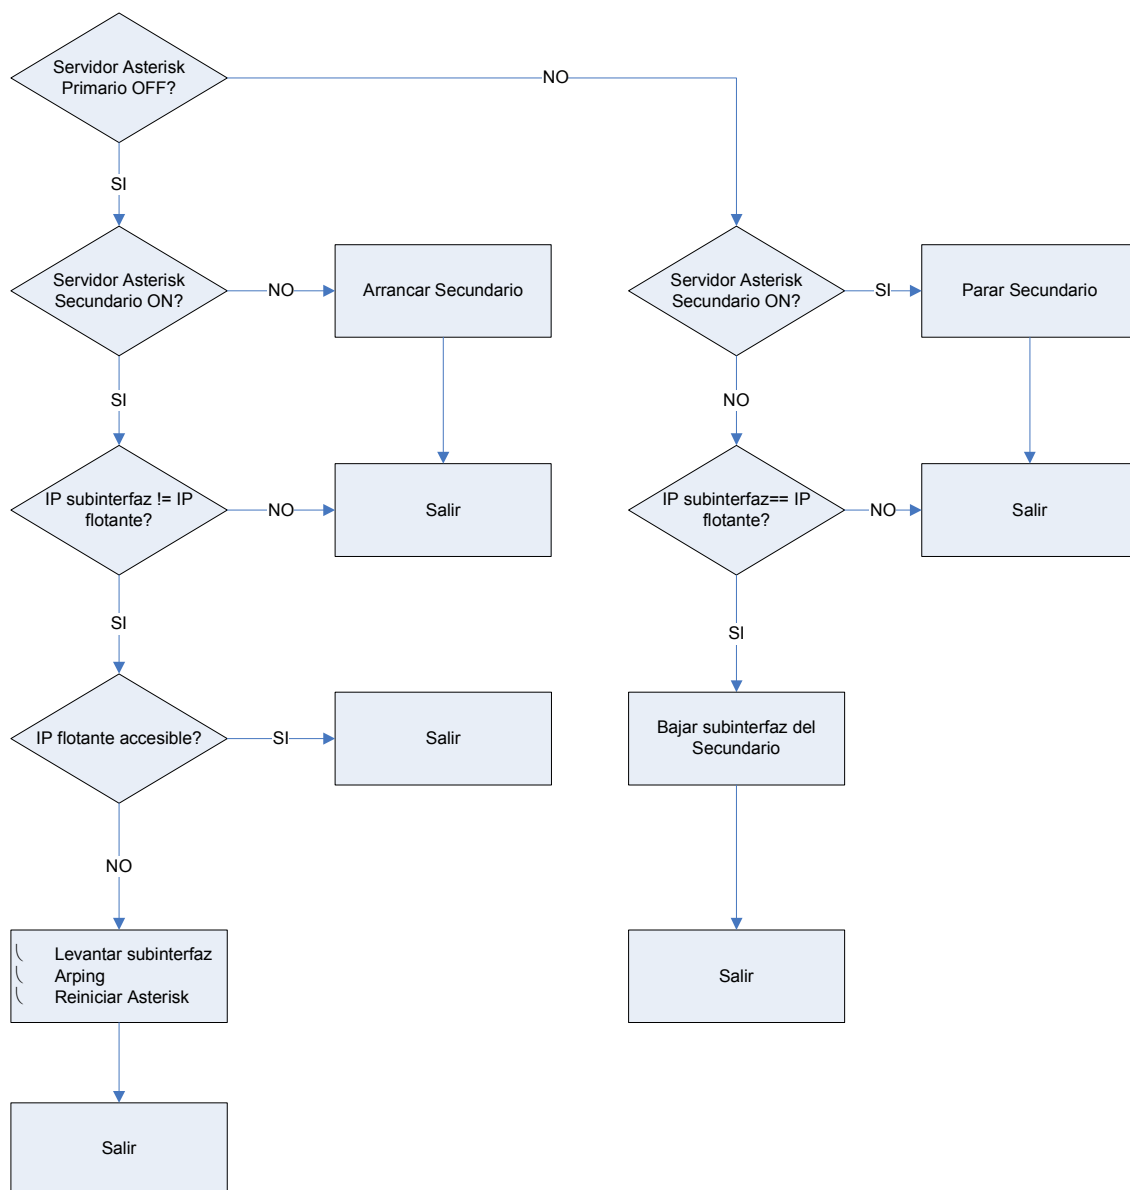 Servidor Asterisk
Primario OFF?
NO
SI
Servidor Asterisk
Secundario ON?
NO
Arrancar Secundario
Servidor Asterisk
Secundario ON?
SI
Parar Secundario
SI
NO
IP subinterfaz != IP
flotante?
NO
Salir
IP subinterfaz== IP
flotante?
NO
Salir
SI
SI
IP flotante accesible?
SI
Salir
Bajar subinterfaz del
Secundario
NO
Levantar subinterfaz
Arping
Reiniciar Asterisk
Salir
Salir